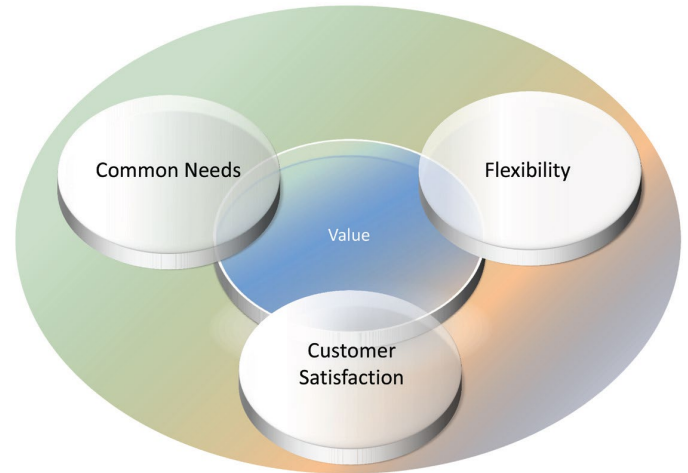 Common Needs
Flexibility
Value
Customer
Satisfaction